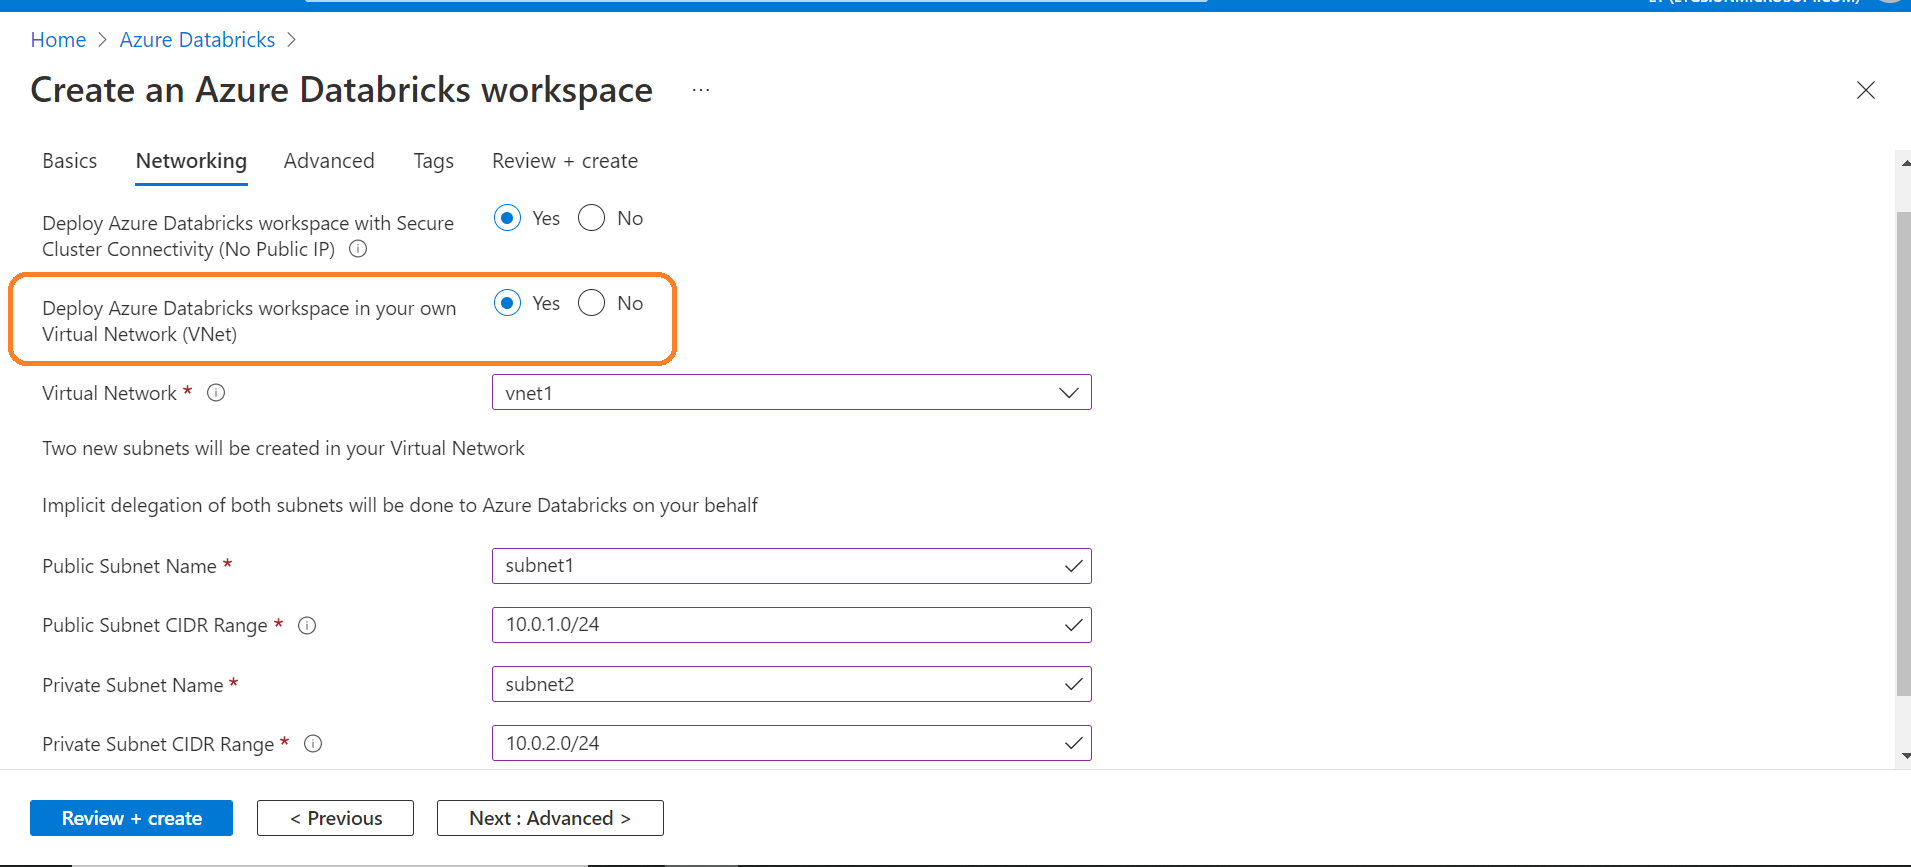 Home > Azure Databricks >
Create an Azure Databricks workspace ...
Basics Networking Advanced Tags Review + create
Deploy Azure Databricks workspace with Secure Yes No
Cluster Connectivity (No Public IP)
Deploy Azure Databricks workspace in your own Yes No
Virtual Network (VNet)
Virtual Network * vnet1
Two new subnets will be created in your Virtual Network
Implicit delegation of both subnets will be done to Azure Databricks on your behalf
Public Subnet Name * subnet1
Public Subnet CIDR Range * 10.0.1.0/24
Private Subnet Name * subnet2
Private Subnet CIDR Range * 10.0.2.0/24
Review + create < Previous Next : Advanced >